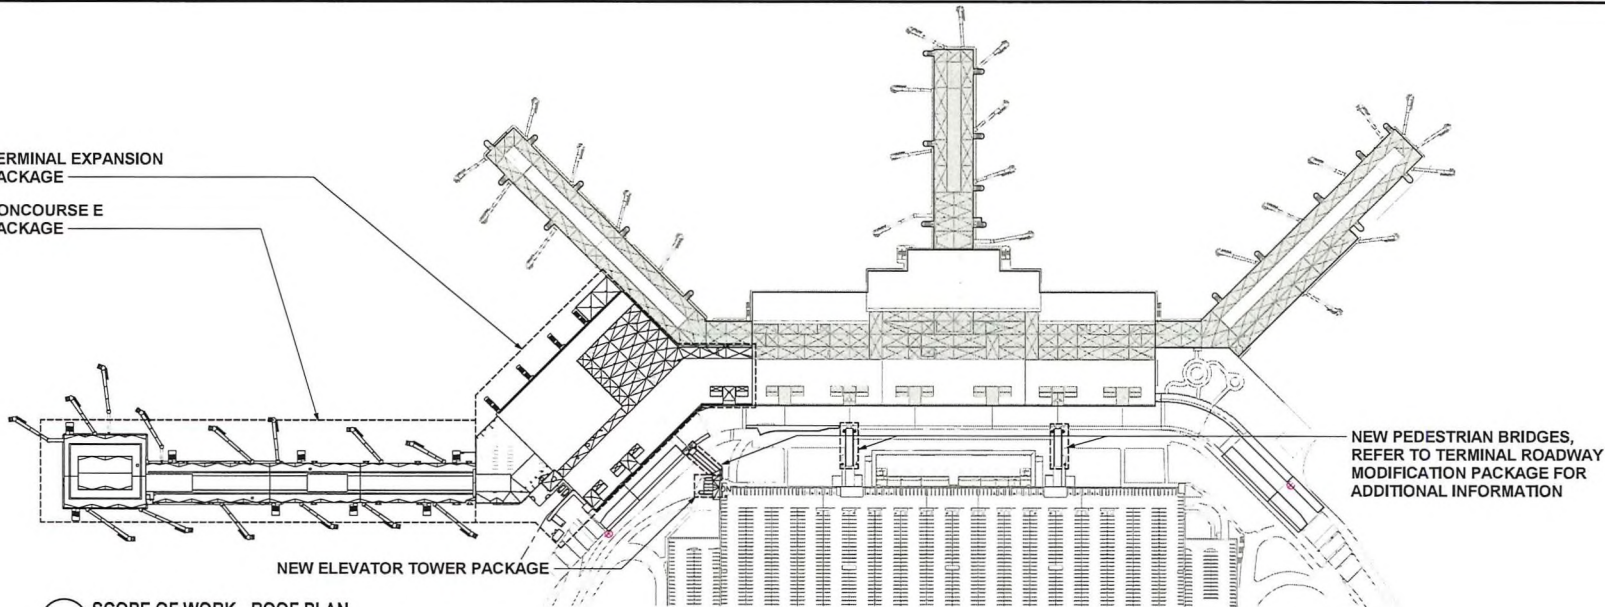 ERMINAL EXPANSION
ACKAGE
ONCOURSE E
ACKAGE
NEW PEDESTRIAN BRIDGES,
REFER TO TERMINAL ROADWAY
MODIFICATION PACKAGE FOR
ADDITIONAL INFORMATION
NEW ELEVATOR TOWER PACKAGE
SCOPE OF WORK - ROOF PLAN